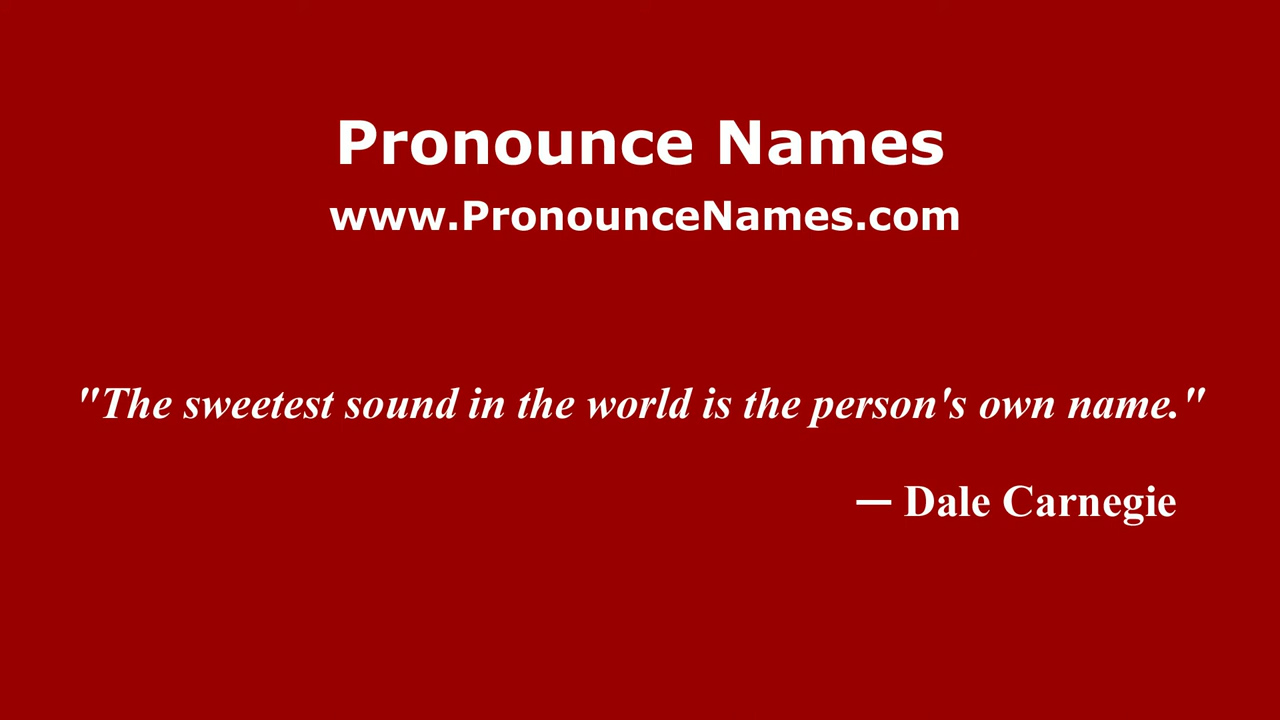 Pronounce Names
www.PronounceNames.com
"The sweetest sound in the world is the person's own name."
— Dale Carnegie